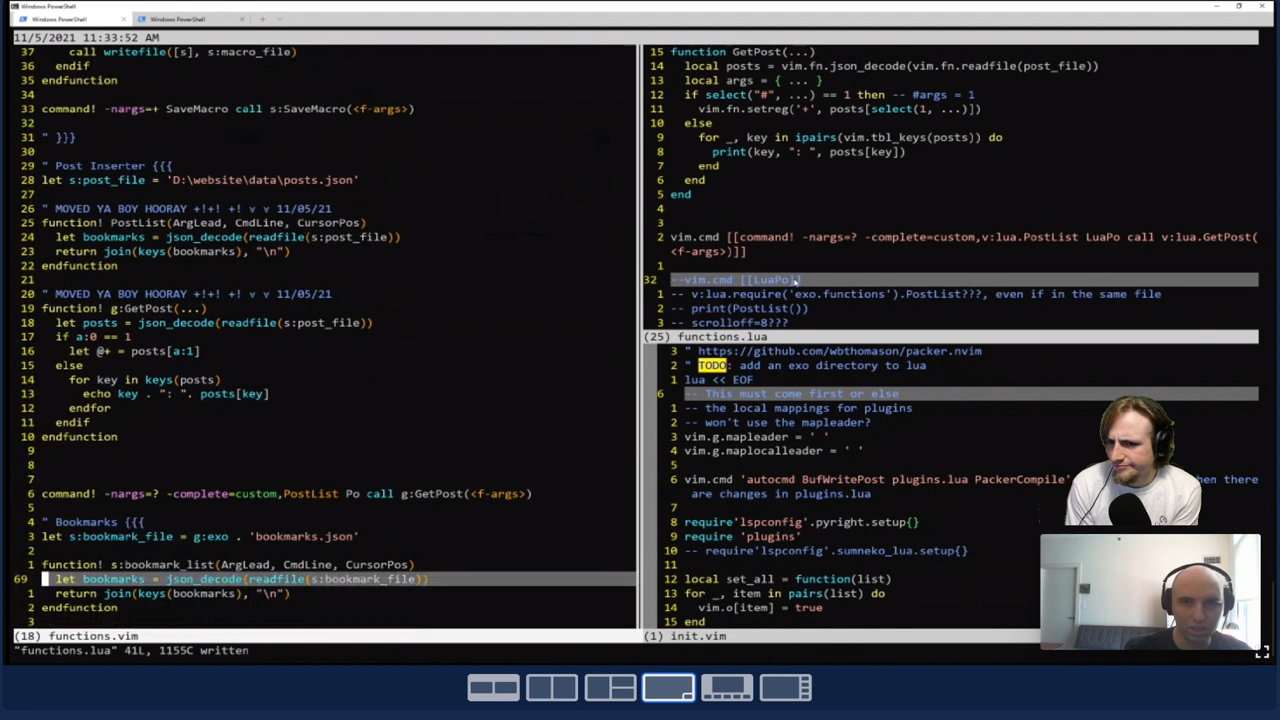 Windows PowerShell
Windows PowerShell
Windows PowerShell
11/5/2021 11:33:52 AM
37 call writefile([s], s:macro_file)
36 endif
35 endfunction
34
33 command! -nargs=+ SaveMacro call s:SaveMacro(<f-args>)
32
31 " }}}
30
29 " Post Inserter {{{
28 let s:post_file = 'D:\website\data\posts.json'
27
26 " MOVED YA BOY HOORAY +!+! +! v v 11/05/21
25 function! PostList(ArgLead, CmdLine, CursorPos)
24 let bookmarks = json_decode(readfile(s:post_file))
23 return join(keys(bookmarks), "\n")
22 endfunction
21
20 " MOVED YA BOY HOORAY +!+! +! v v 11/05/21
19 function! g:GetPost(...)
18 let posts = json_decode(readfile(s:post_file))
17 if a:0 == 1
16 let @+ = posts[a:1]
15 else
14 for key in keys(posts)
13 echo key . ": ". posts[key]
12 endfor
11 endif
10 endfunction
9
8
7
6 command! -nargs=? -complete=custom,PostList Po call g:GetPost(<f-args>)
5
4 " Bookmarks {{{
3 let s:bookmark_file = g:exo . 'bookmarks.json'
2
1 function! s:bookmark_list(ArgLead, CmdLine, CursorPos)
69 let bookmarks = json_decode(readfile(s:bookmark_file))
1 return join(keys(bookmarks), "\n")
2 endfunction
3
(18) functions.vim
"functions.lua" 41L, 1155C written
15 function GetPost(...)
14 local posts = vim.fn.json_decode(vim.fn.readfile(post_file))
13 local args = { ... }
12 if select("#", ...) == 1 then -- #args = 1
11 vim.fn.setreg('+', posts[select(1, ...)])
10 else
9 for _, key in ipairs(vim.tbl_keys(posts)) do
8 print(key, ": ", posts[key])
7 end
6 end
5 end
4
3
2 vim.cmd [[command! -nargs=? -complete=custom,v:lua.PostList LuaPo call v:lua.GetPost(
<f-args>)]]
1
32 --vim.cmd [[LuaPo]]
1 -- v:lua.require('exo.functions').PostList???, even if in the same file
2 -- print(PostList())
3 -- scrolloff=8???
(25) functions.lua
3 " https://github.com/wbthomason/packer.nvim
2 " TODO: add an exo directory to lua
1 lua << EOF
6 -- This must come first or else
1 -- the local mappings for plugins
2 -- won't use the mapleader?
3 vim.g.mapleader = ' '
4 vim.g.maplocalleader = ' '
5
6 vim.cmd 'autocmd BufWritePost plugins.lua PackerCompile' hen there
are changes in plugins.lua
7
8 require'lspconfig'.pyright.setup{}
9 require 'plugins'
10 -- require'lspconfig'.sumneko_lua.setup{}
11
12 local set_all = function(list)
13 for _, item in pairs(list) do
14 vim.o[item] = true
15 end
(1) init.vim